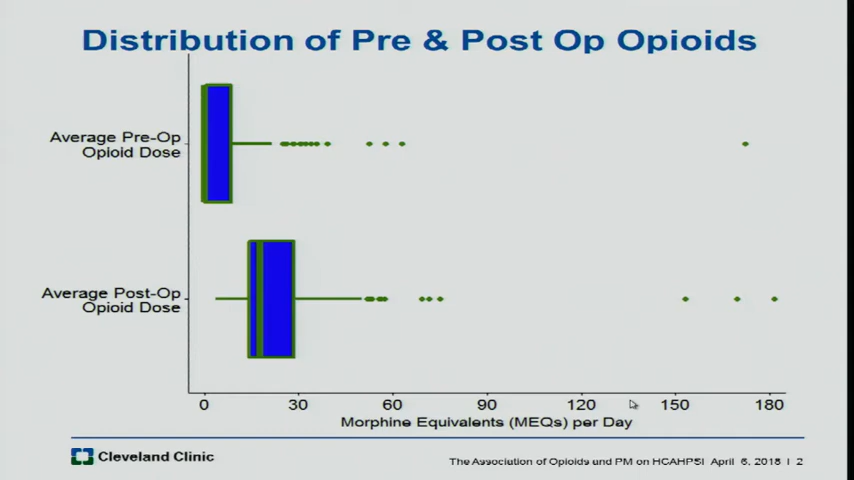 Distribution of Pre & Post Op Opioids
Average Pre-Op
Opioid Dose
Average Post-Op
Opioid Dose
0 30 60 90 120 150 180
Morphine Equivalents (MEQs) per Day
Cleveland Clinic
The Association of Opioids und PM on HCAHPSI April 6, 2018 I 2